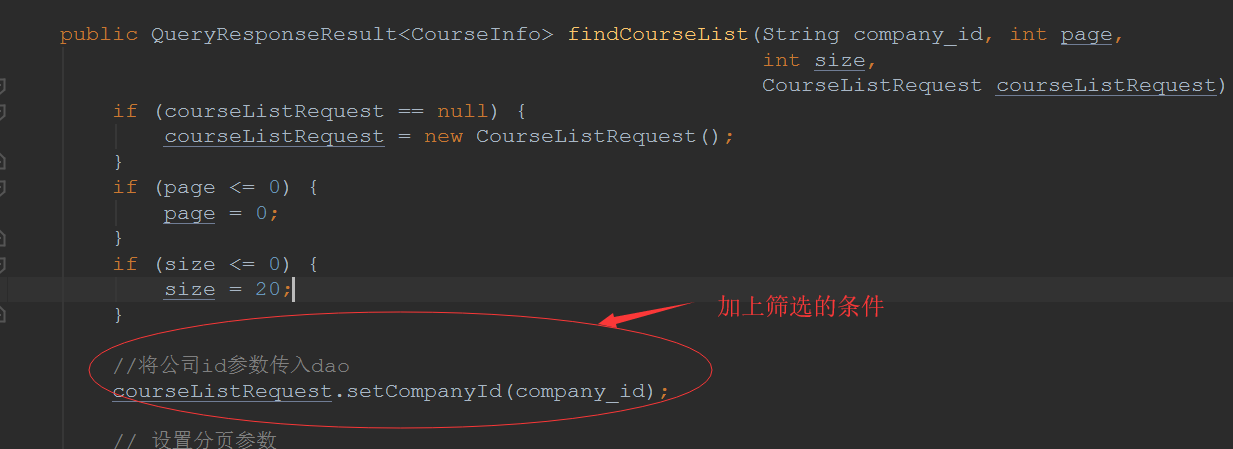 public QueryResponseResult<CourseInfo> findCourseList(String company_id, int page,
int size,
CourseListRequest courseListRequest)
if (courseListRequest == null) {
courseListRequest = new CourseListRequest();
}
if (page <= 0) {
page = 0;
}
if (size <= 0) {
size = 20;
}
加上筛选的条件
//将公司id参数传入dao
courseListRequest.setCompanyId(company_id);
// 设置分页参数